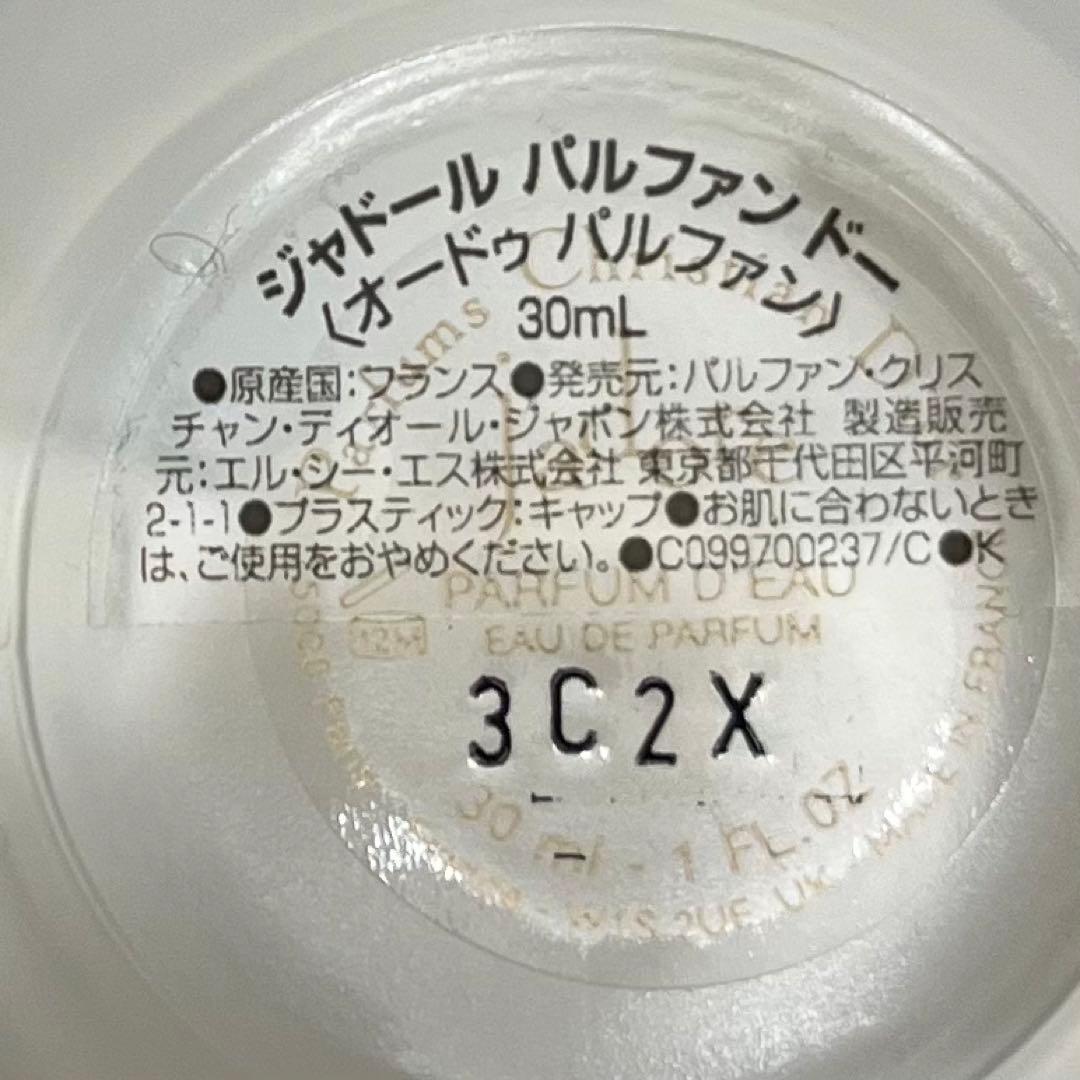 ジャドール パルファン ドー
〈オードゥ パルファン〉
30mL
●原産国:フランス●発売元:パルファン・クリス
チャン・ディオール・ジャポン株式会社 製造販売
元:エル・シー・エス株式会社 東京都千代田区平河町
2-1-1●プラスティック:キャップ●お肌に合わないとき
は、ご使用をおやめください。●C099700237/C●K
Parfums Christian
PARFUM D'EAU
12M
EAU DE PARFUM
3C2X
30 ml - 1 FL. OZ
W1S 2UE UK
MADE IN FRANCE